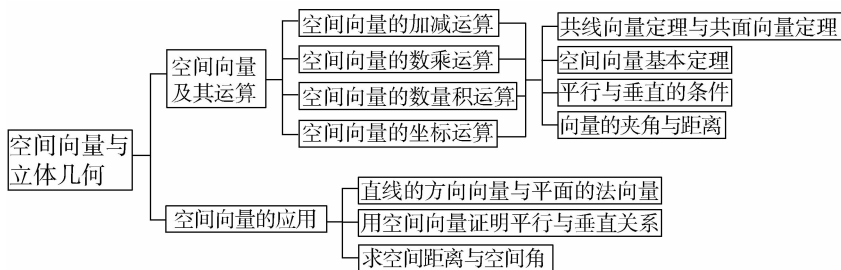 空间向量与
立体几何
空间向量
及其运算
空间向量的加减运算
空间向量的数乘运算
空间向量的数量积运算
空间向量的坐标运算
共线向量定理与共面向量定理
空间向量基本定理
平行与垂直的条件
向量的夹角与距离
空间向量的应用
直线的方向向量与平面的法向量
用空间向量证明平行与垂直关系
求空间距离与空间角